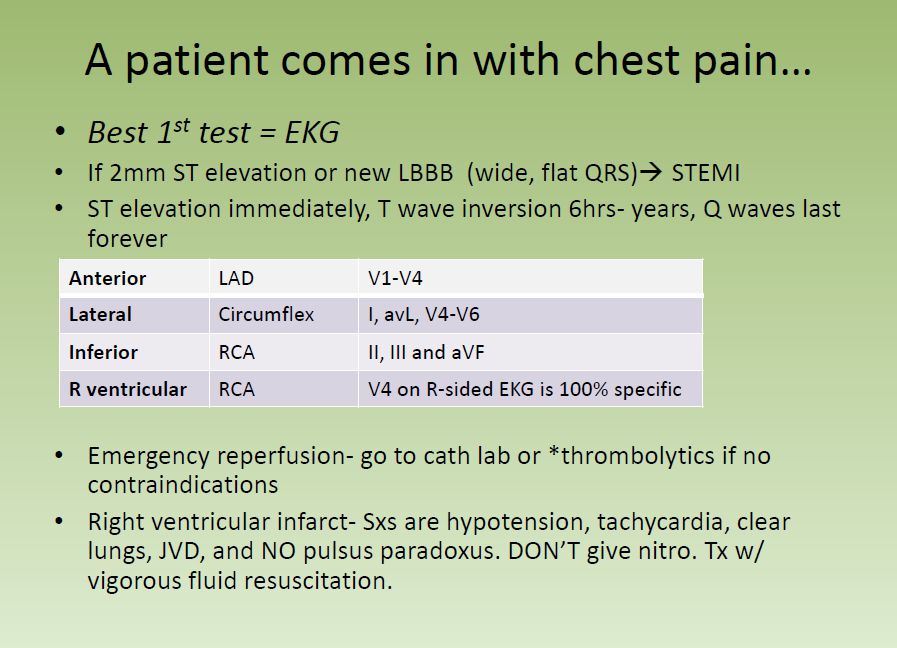 A patient comes in with chest pain...
• Best 1st test = EKG
• If 2mm ST elevation or new LBBB (wide, flat QRS)→ STEMI
• ST elevation immediately, T wave inversion 6hrs- years, Q waves last
forever
Anterior LAD V1-V4
Lateral Circumflex I, avL, V4-V6
Inferior RCA II, III and aVF
R ventricular RCA V4 on R-sided EKG is 100% specific
• Emergency reperfusion- go to cath lab or *thrombolytics if no
contraindications
• Right ventricular infarct- Sxs are hypotension, tachycardia, clear
lungs, JVD, and NO pulsus paradoxus. DON'T give nitro. Tx w/
vigorous fluid resuscitation.